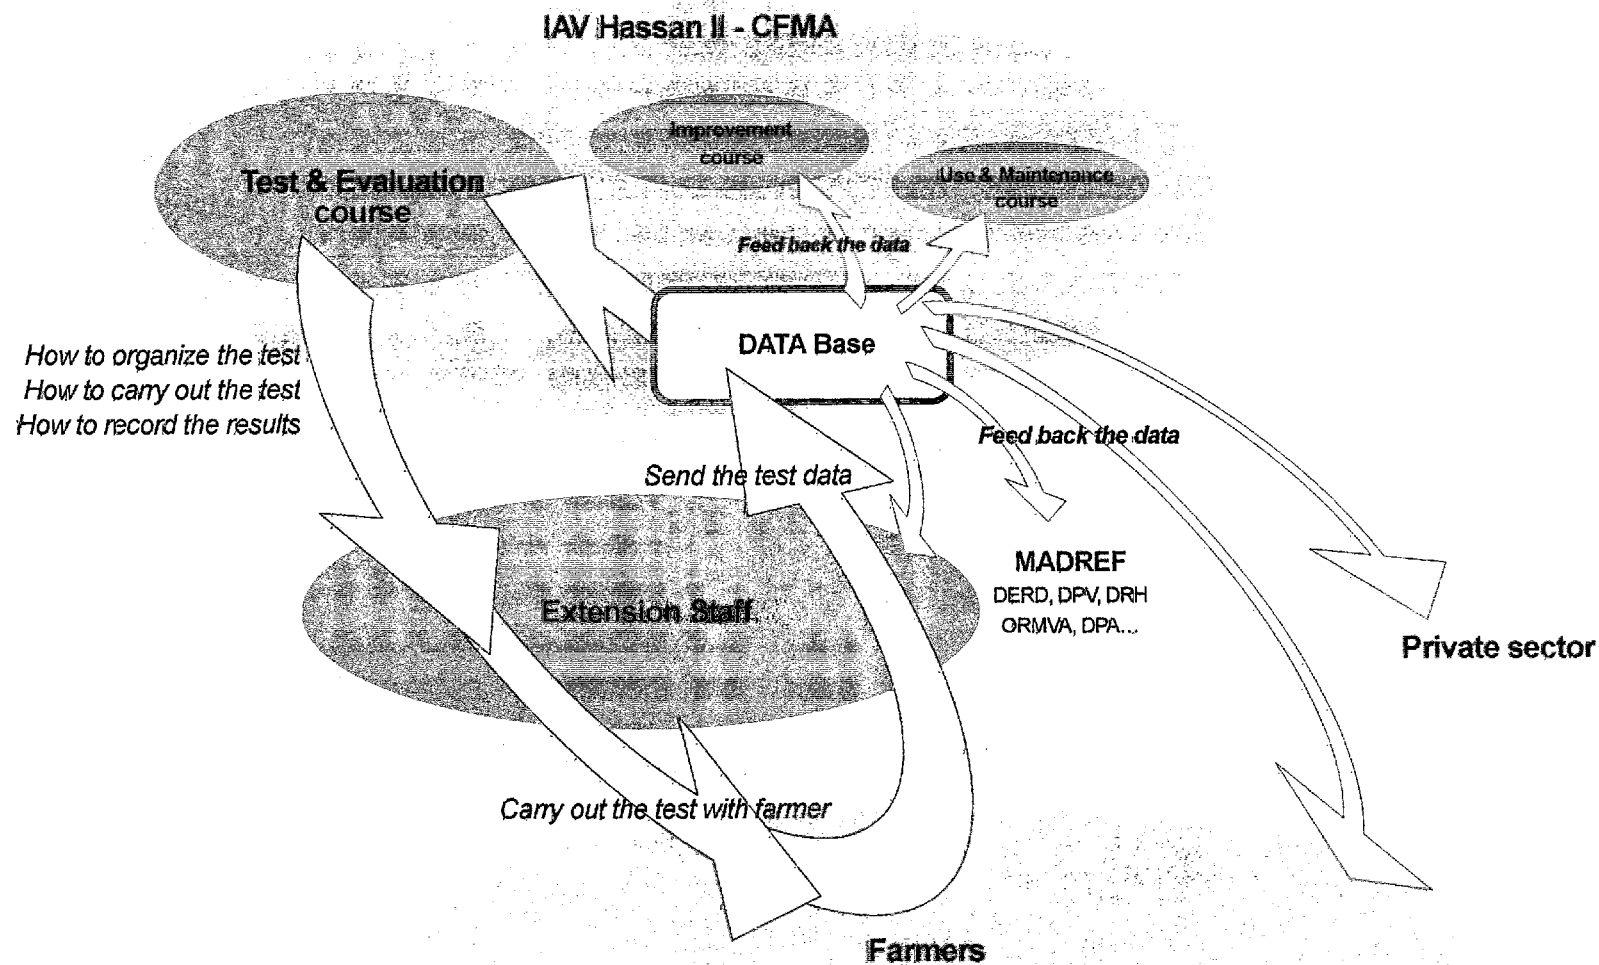 IAV Hassan II - CFMA
Improvement
course
Test & Evaluation
course
Use & Maintenance
course
Feed back the data
DATA Base
How to organize the test
How to carry out the test
How to record the results
Feed back the data
Send the test data
MADREF
DERD, DPV, DRH
ORMVA, DPA...
Extension Staff
Private sector
Carry out the test with farmer
Farmers